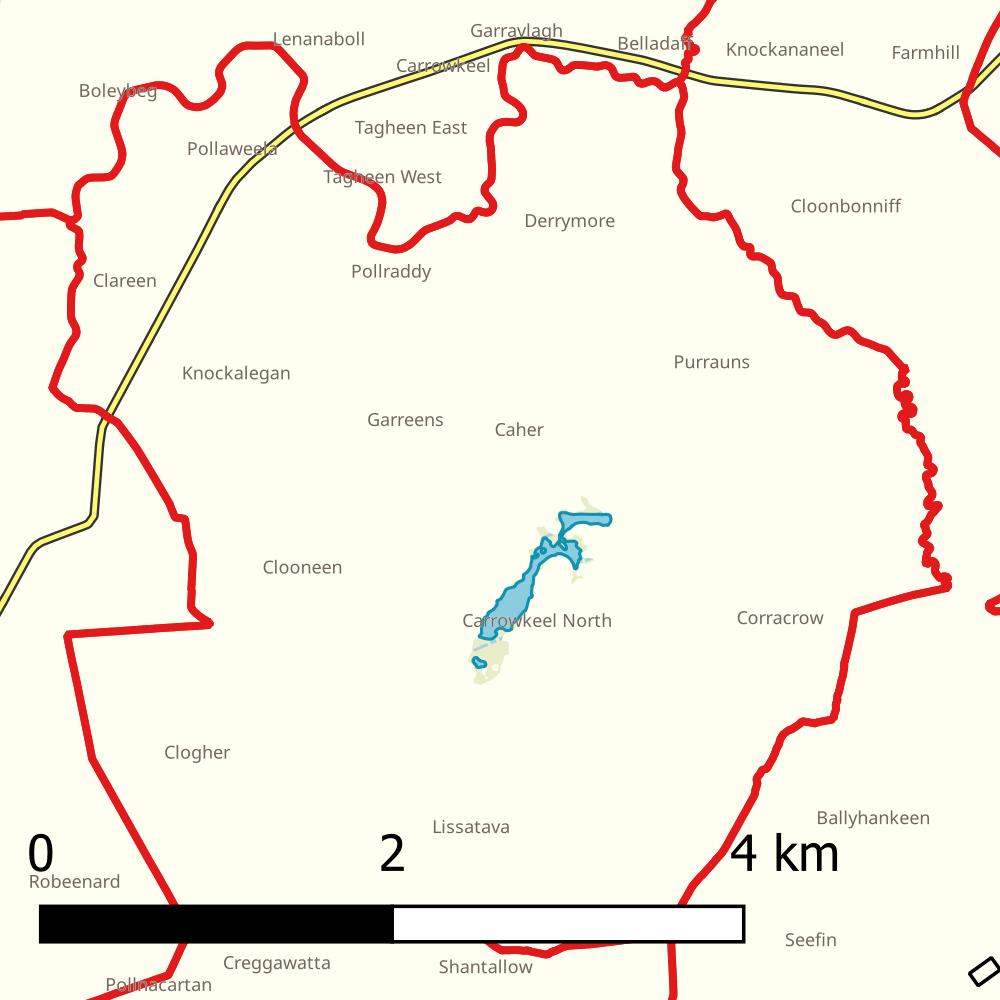 Garravlagh
Lenanaboll
Belladaff
Knockananeel
Farmhill
Carrowkeel
Boleybeg
Tagheen East
Pollaweela
Tagheen West
Cloonbonniff
Derrymore
Pollraddy
Clareen
Purrauns
Knockalegan
Garreens
Caher
Clooneen
Carrowkeel North
Corracrow
Clogher
Ballyhankeen
Lissatava
0 2 4 km
Robeenard
Seefin
Creggawatta
Shantallow
Pollnacartan